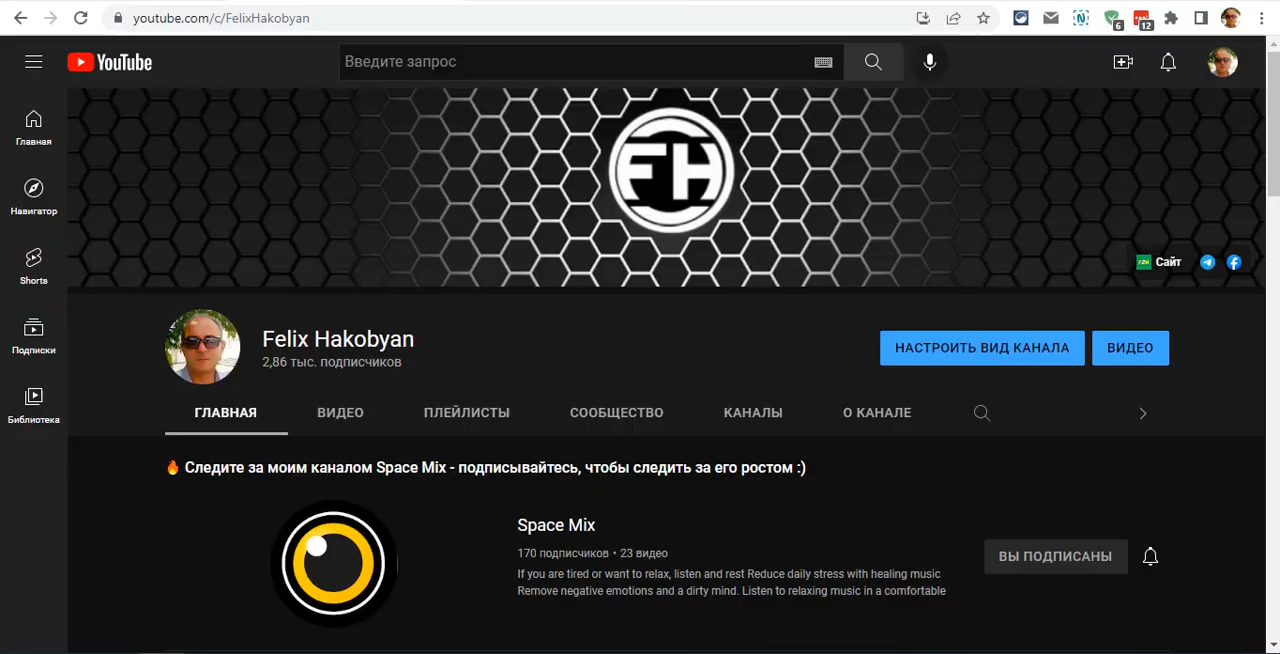 youtube.com/c/FelixHakobyan
6
12
YouTube
Введите запрос
Главная
Навигатор
Shorts
Подписки
Библиотека
FH
Сайт
Felix Hakobyan
2,86 тыс. подписчиков
НАСТРОИТЬ ВИД КАНАЛА
ВИДЕО
ГЛАВНАЯ
ВИДЕО
ПЛЕЙЛИСТЫ
СООБЩЕСТВО
КАНАЛЫ
О КАНАЛЕ
Следите за моим каналом Space Mix - подписывайтесь, чтобы следить за его ростом :)
Space Mix
170 подписчиков • 23 видео
If you are tired or want to relax, listen and rest Reduce daily stress with healing music
Remove negative emotions and a dirty mind. Listen to relaxing music in a comfortable
ВЫ ПОДПИСАНЫ